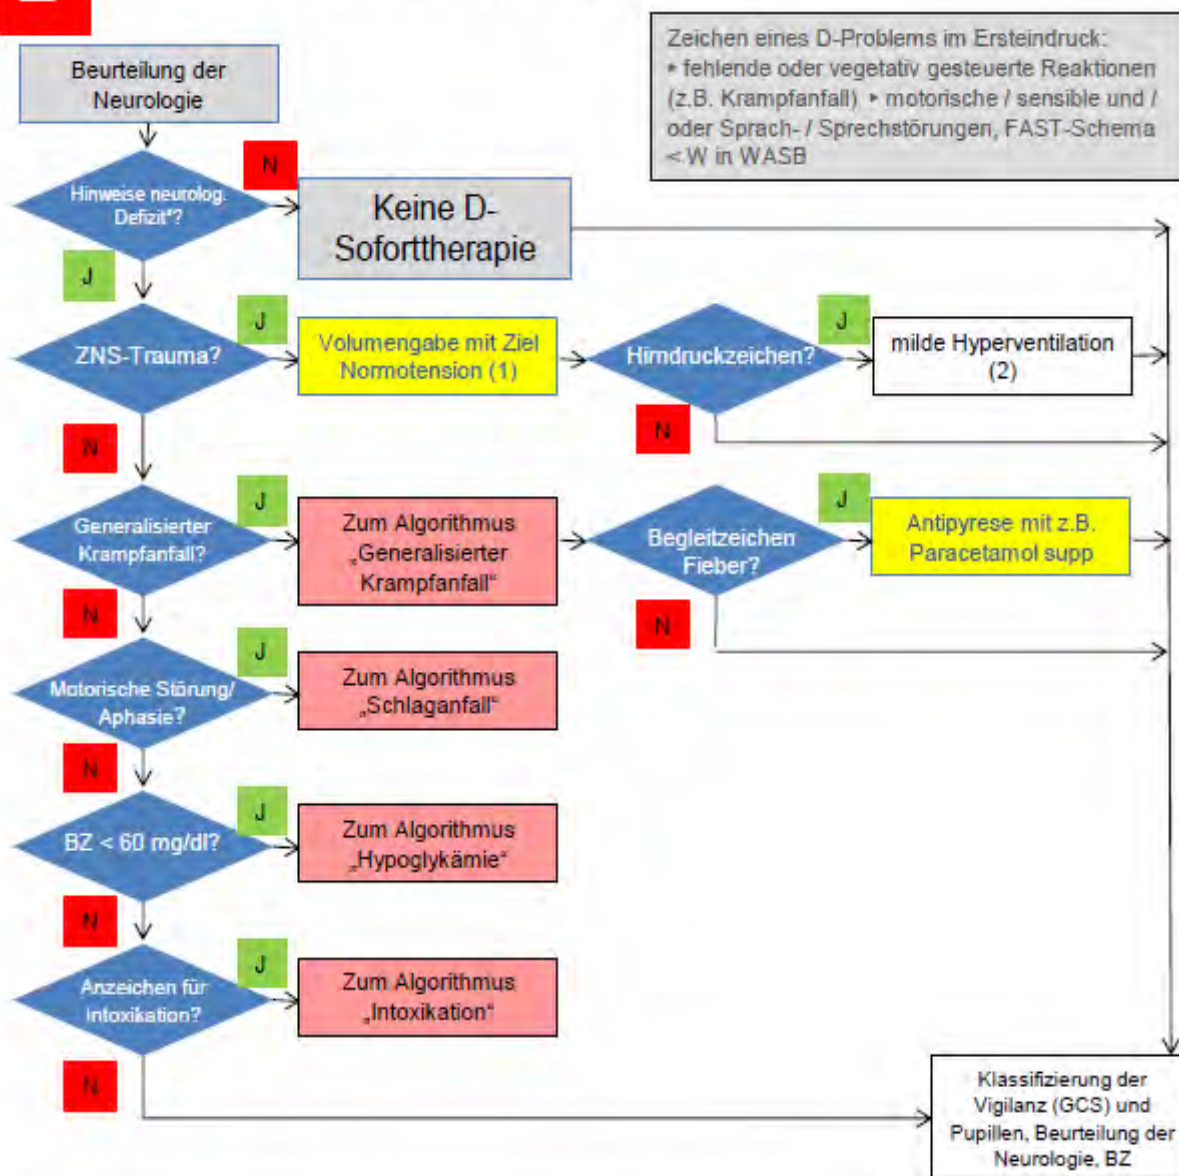 Zeichen eines D-Problems im Ersteindruck:
• fehlende oder vegetativ gesteuerte Reaktionen
(z.B. Krampfanfall) ‣ motorische / sensible und /
oder Sprach- / Sprechstörungen, FAST-Schema
< W in WASB
Beurteilung der
Neurologie
Hinweise neurolog.
Defizit*?
N
Keine D-
Soforttherapie
J
ZNS-Trauma?
J
Volumengabe mit Ziel
Normotension (1)
Hirndruckzeichen?
J
milde Hyperventilation
(2)
N
N
Generalisierter
Krampfanfall?
J
Zum Algorithmus
„Generalisierter
Krampfanfall“
Begleitzeichen
Fieber?
J
Antipyrese mit z.B.
Paracetamol supp
N
N
Motorische Störung/
Aphasie?
J
Zum Algorithmus
„Schlaganfall“
N
BZ < 60 mg/dl?
J
Zum Algorithmus
„Hypoglykämie“
N
Anzeichen für
Intoxikation?
J
Zum Algorithmus
„Intoxikation“
N
Klassifizierung der
Vigilanz (GCS) und
Pupillen, Beurteilung der
Neurologie, BZ